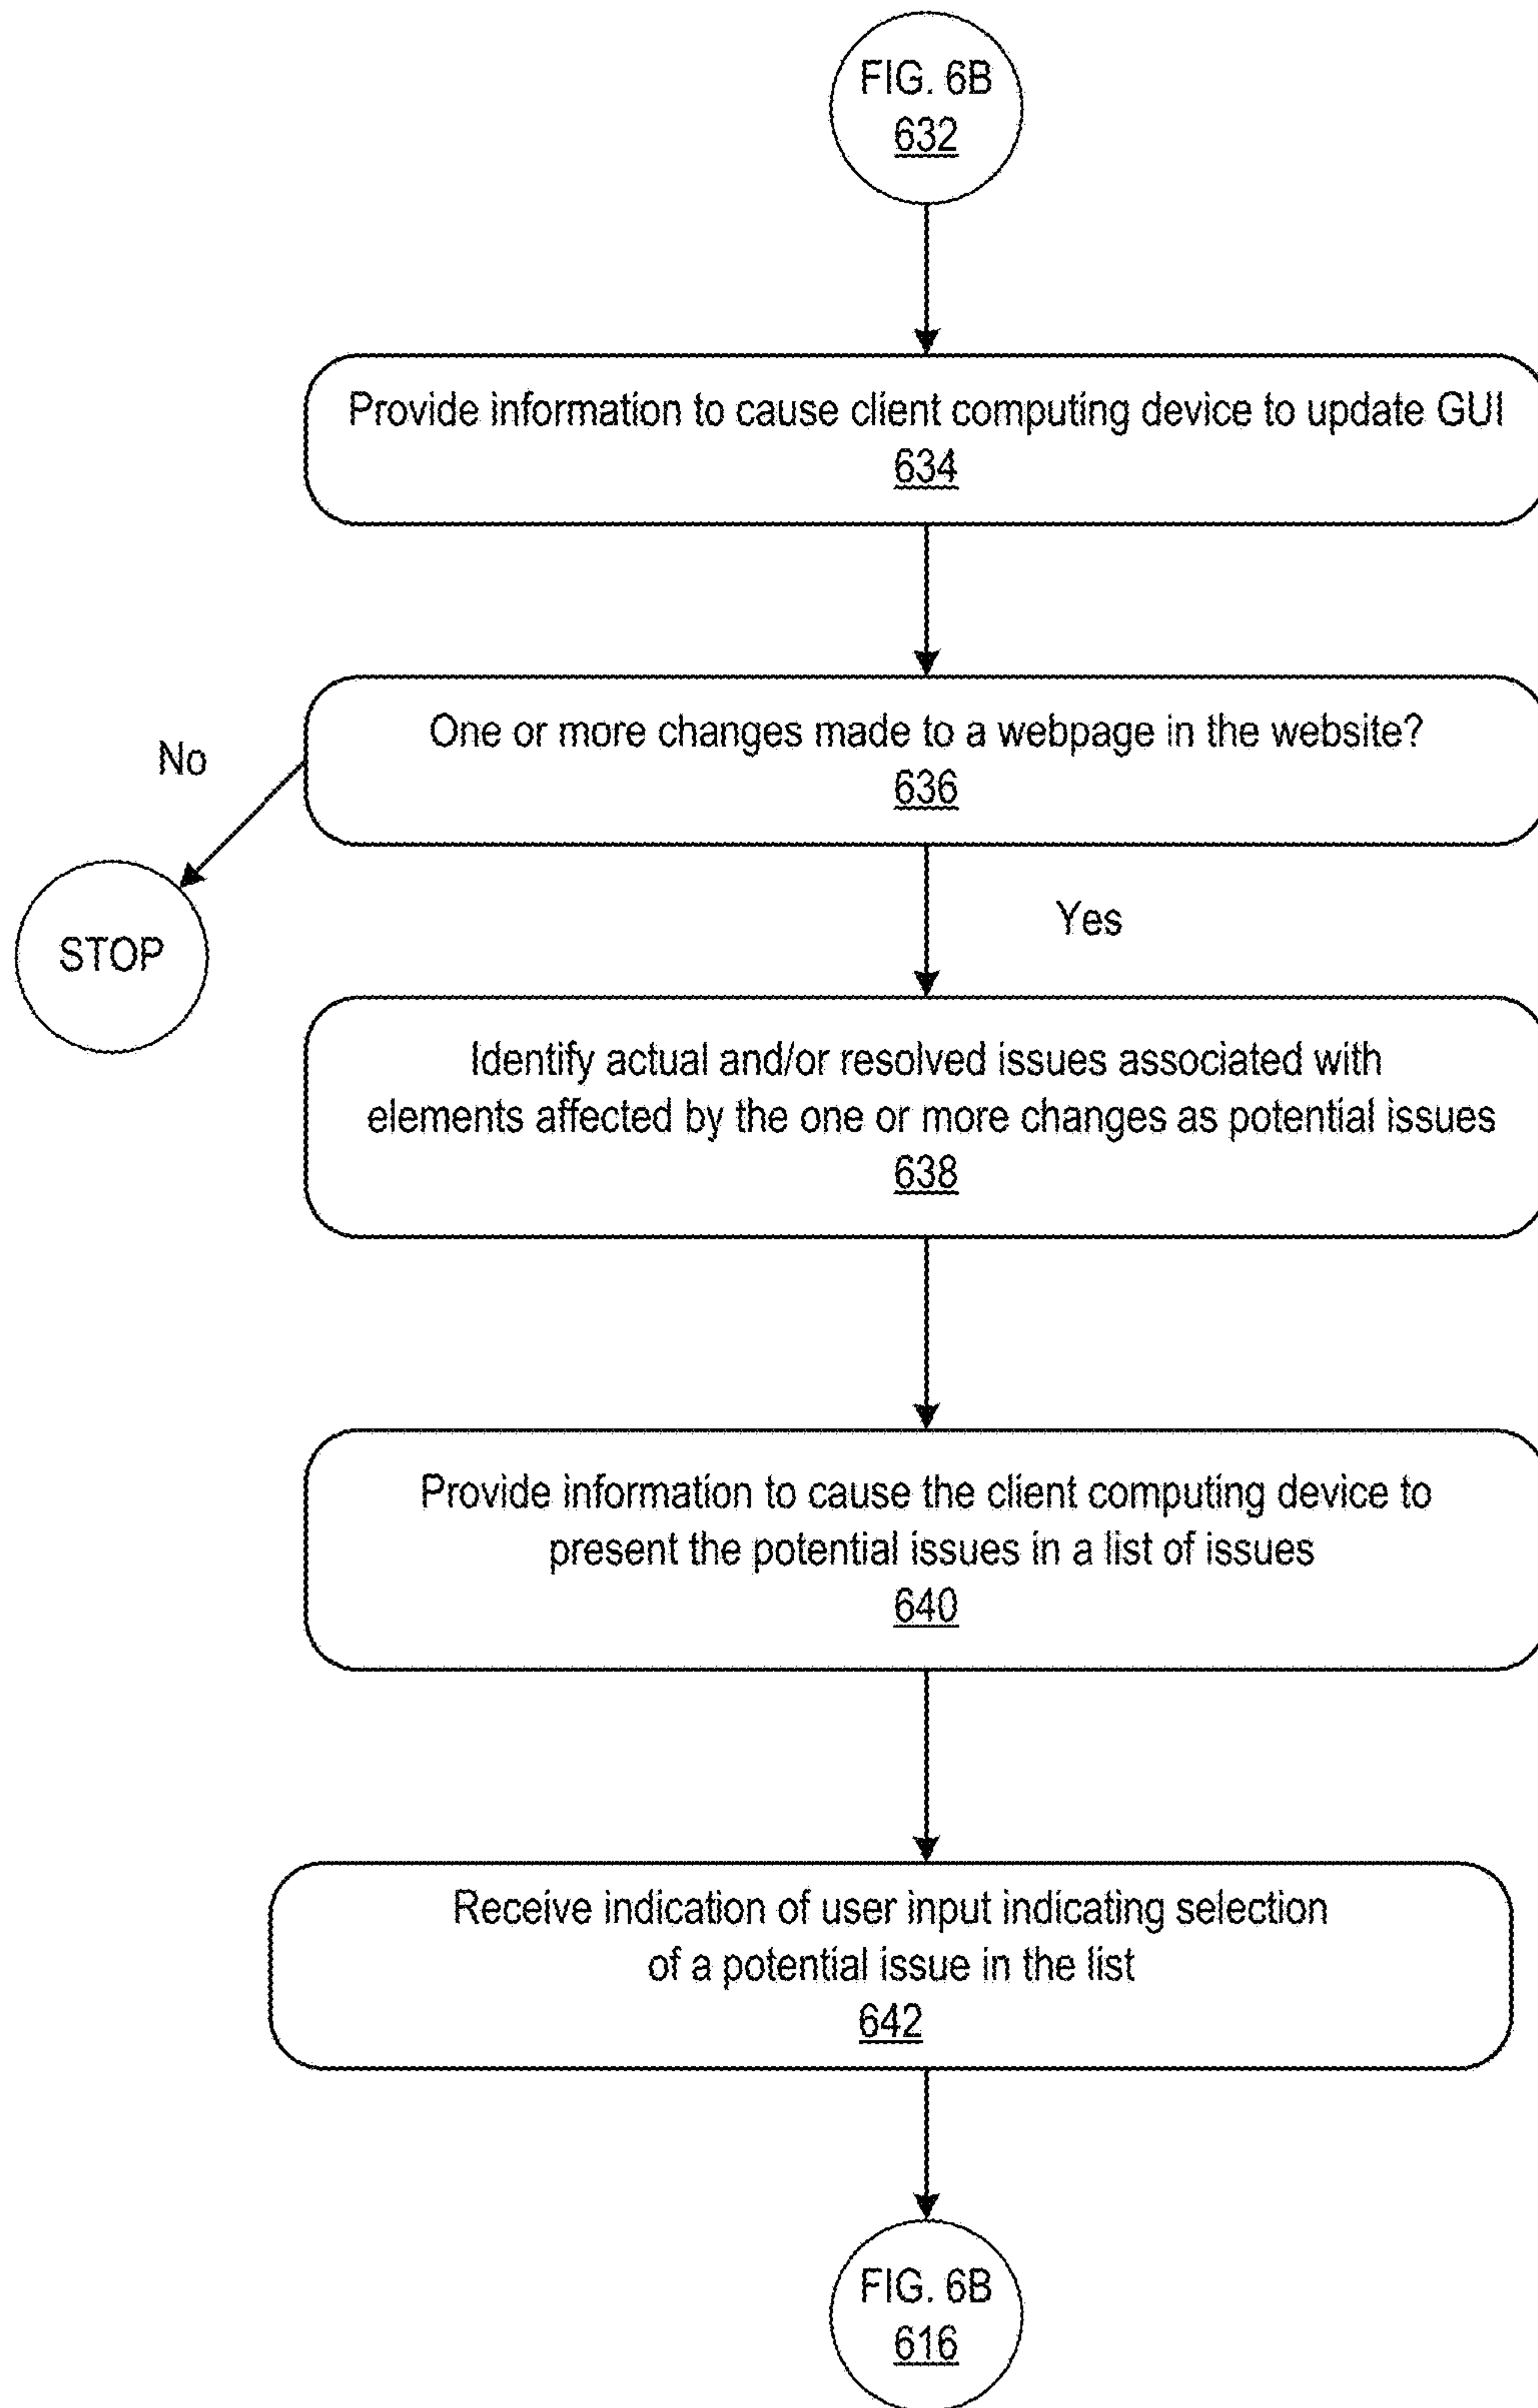 FIG. 6B
632
Provide information to cause client computing device to update GUI
634
One or more changes made to a webpage in the website?
636
No
Yes
STOP
Identify actual and/or resolved issues associated with
elements affected by the one or more changes as potential issues
638
Provide information to cause the client computing device to
present the potential issues in a list of issues
640
Receive indication of user input indicating selection
of a potential issue in the list
642
FIG. 6B
616